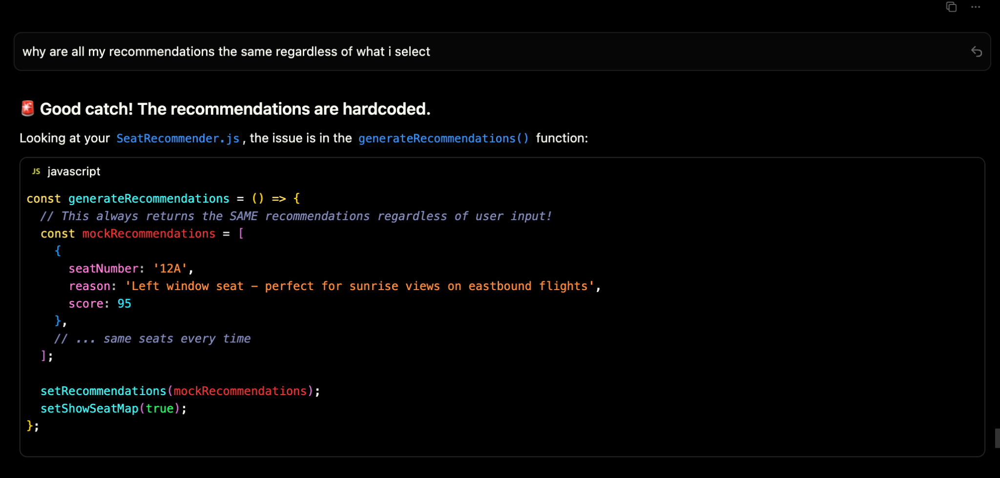 why are all my recommendations the same regardless of what i select
🚨 Good catch! The recommendations are hardcoded.
Looking at your SeatRecommender.js, the issue is in the generateRecommendations() function:
JS javascript
const generateRecommendations = () => {
  // This always returns the SAME recommendations regardless of user input!
  const mockRecommendations = [
    {
      seatNumber: '12A',
      reason: 'Left window seat – perfect for sunrise views on eastbound flights',
      score: 95
    },
    // ... same seats every time
  ];

  setRecommendations(mockRecommendations);
  setShowSeatMap(true);
};